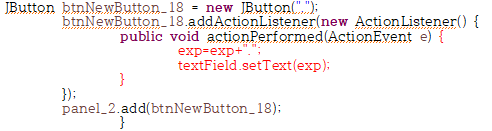 JButton btnNewButton_18 = new JButton(".");
btnNewButton_18.addActionListener(new ActionListener() {
public void actionPerformed(ActionEvent e) {
exp=exp+".";
textField.setText(exp);
}
});
panel_2.add(btnNewButton_18);
}